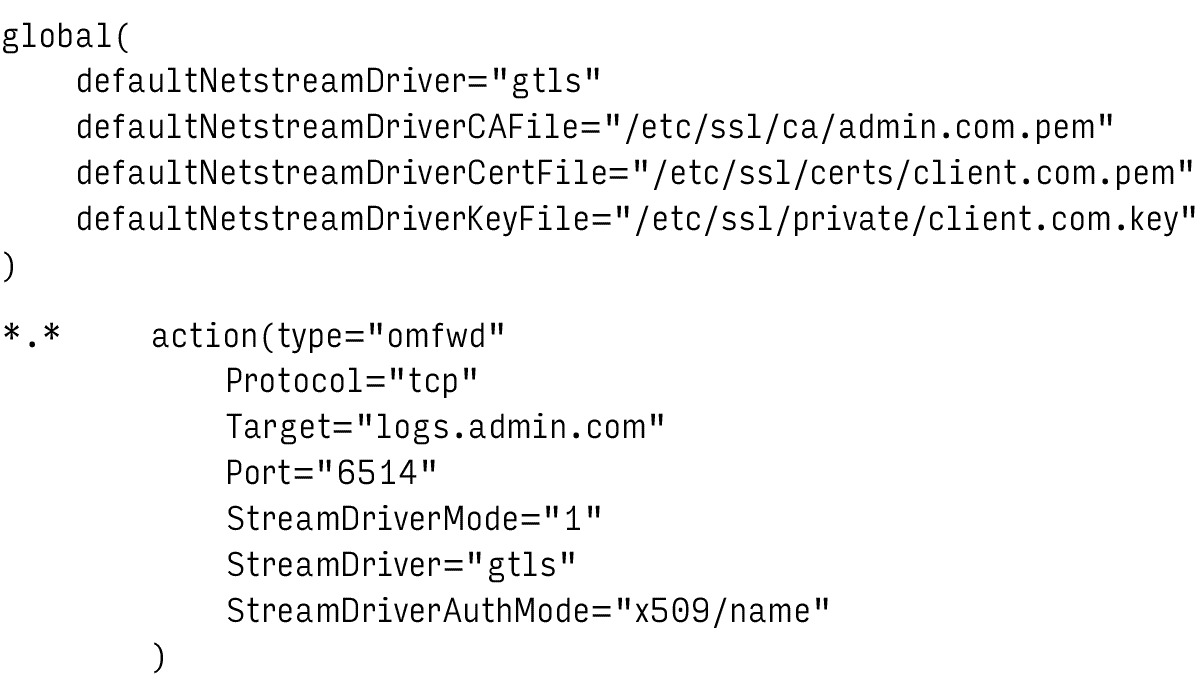 global(
    defaultNetstreamDriver="gtls"
    defaultNetstreamDriverCAFile="/etc/ssl/ca/admin.com.pem"
    defaultNetstreamDriverCertFile="/etc/ssl/certs/client.com.pem"
    defaultNetstreamDriverKeyFile="/etc/ssl/private/client.com.key"
)
*.*     action(type="omfwd"
            Protocol="tcp"
            Target="logs.admin.com"
            Port="6514"
            StreamDriverMode="1"
            StreamDriver="gtls"
            StreamDriverAuthMode="x509/name"
        )